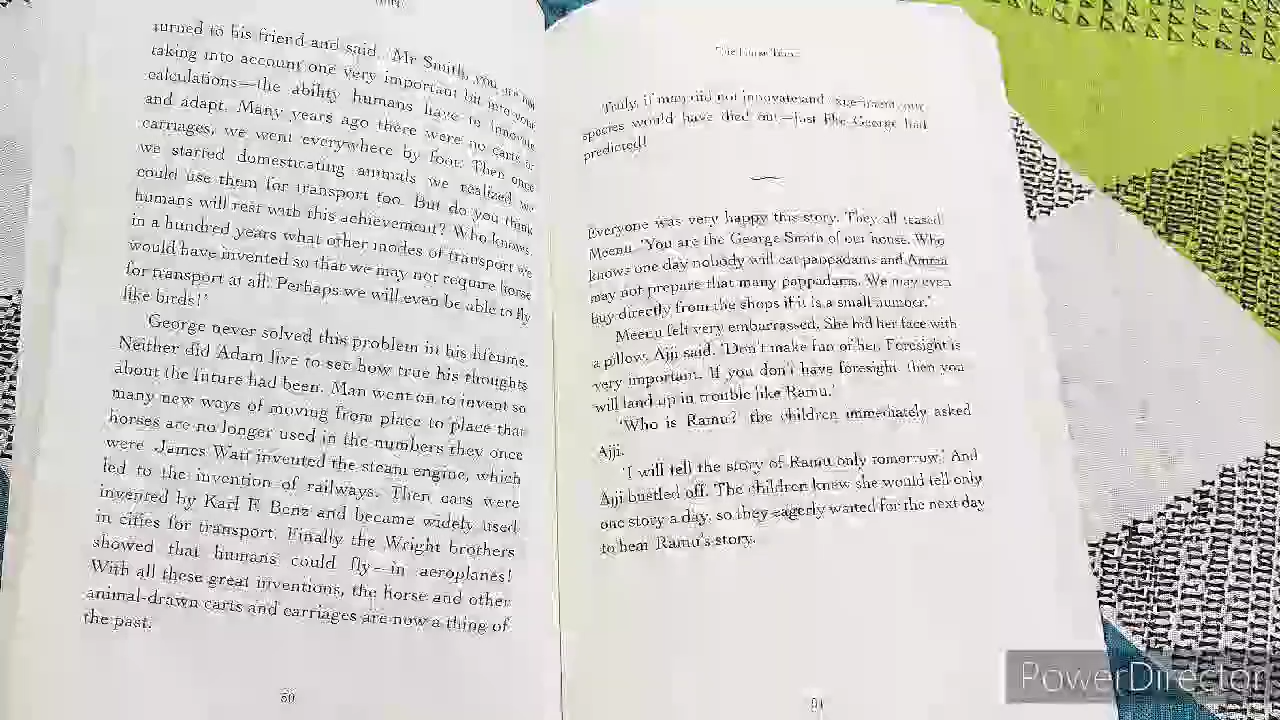 turned to his friend and said, 'Mr Smith, you are not
taking into account one very important bit into your
calculations—the ability humans have to innovate
and adapt. Many years ago there were no carts or
carriages, we went everywhere by foot. Then once
we started domesticating animals we realized we
could use them for transport too. But do you think
humans will rest with this achievement? Who knows,
in a hundred years what other modes of transport we
would have invented so that we may not require horse
for transport at all. Perhaps we will even be able to fly
like birds!'
George never solved this problem in his lifetime.
Neither did Adam live to see how true his thoughts
about the future had been. Man went on to invent so
many new ways of moving from place to place that
horses are no longer used in the numbers they once
were. James Watt invented the steam engine, which
led to the invention of railways. Then cars were
invented by Karl F. Benz and became widely used
in cities for transport. Finally the Wright brothers
showed that humans could fly—in aeroplanes!
With all these great inventions, the horse and other
animal-drawn carts and carriages are now a thing of
the past.
50
The Horse
Truly, if man did not innovate and our
species would have died out—just like George had
predicted!
Everyone was very happy this story. They all teased
Meenu, 'You are the George Smith of our house. Who
knows one day nobody will eat pappadams and Amma
may not prepare that many pappadams. We may even
buy directly from the shops if it is a small number.'
Meenu felt very embarrassed. She hid her face with
a pillow. Ajji said, 'Don't make fun of her. Foresight is
very important. If you don't have foresight then you
will land up in trouble like Ramu.'
'Who is Ramu?' the children immediately asked
Ajji.
'I will tell the story of Ramu only tomorrow.' And
Ajji bustled off. The children knew she would tell only
one story a day, so they eagerly waited for the next day
to hear Ramu's story.
PowerDirector